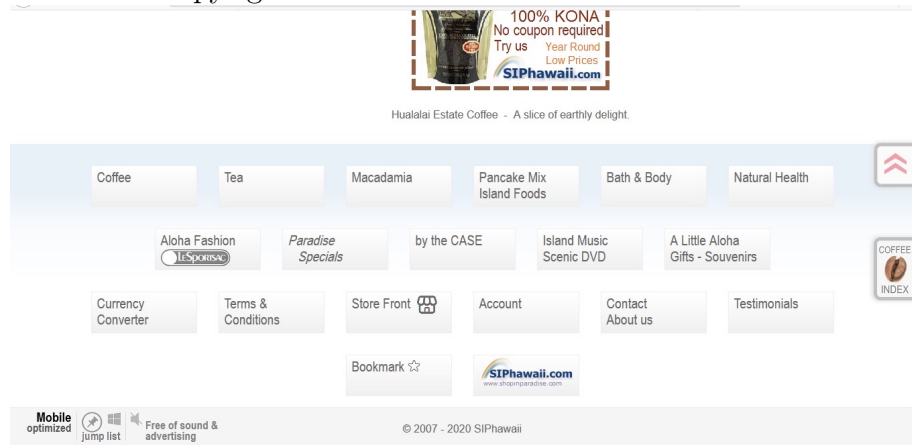 100% KONA
No coupon required
Try us
Year Round
Low Prices
SIPhawaii.com
Hualalai Estate Coffee - A slice of earthly delight.
Coffee
Tea
Macadamia
Pancake Mix
Island Foods
Bath & Body
Natural Health
Aloha Fashion
LESPORTSAC
Paradise
Specials
by the CASE
Island Music
Scenic DVD
A Little Aloha
Gifts - Souvenirs
COFFEE
INDEX
Currency
Converter
Terms &
Conditions
Store Front
Account
Contact
About us
Testimonials
Bookmark
SIPhawaii.com
www.shopinparadise.com
Mobile
optimized
jump list
Free of sound &
advertising
© 2007 - 2020 SIPhawaii